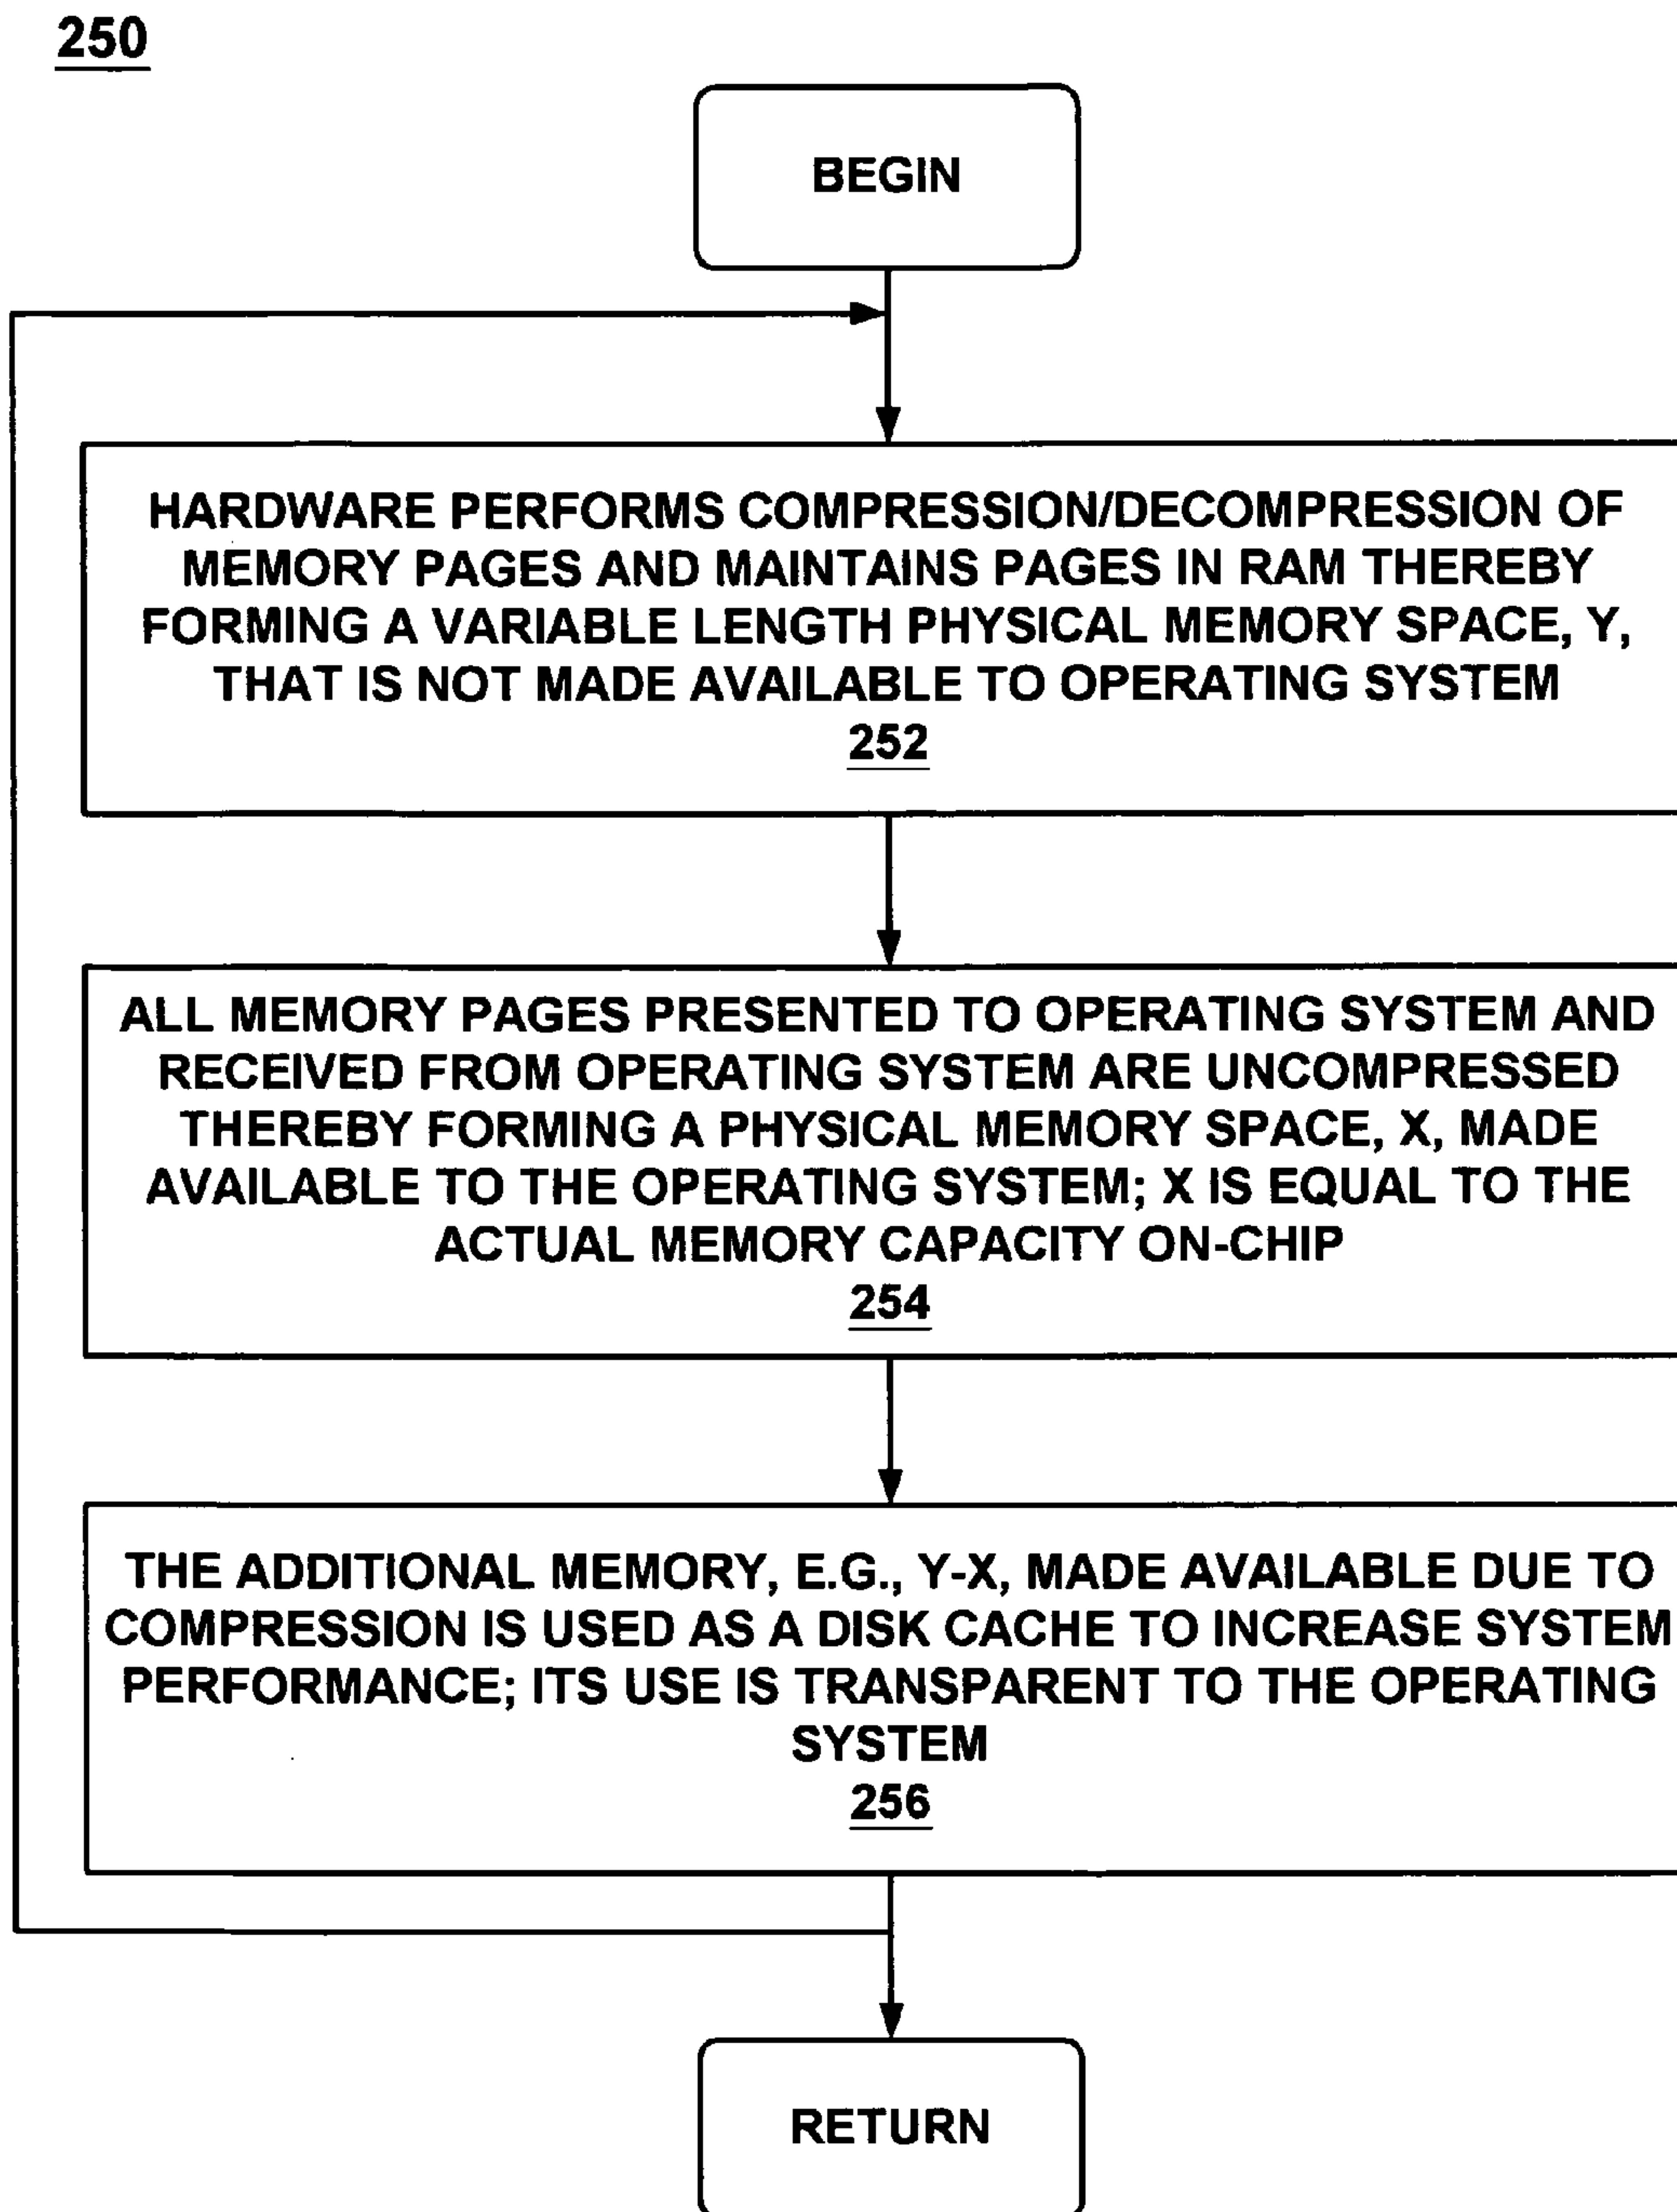 250
BEGIN
HARDWARE PERFORMS COMPRESSION/DECOMPRESSION OF
MEMORY PAGES AND MAINTAINS PAGES IN RAM THEREBY
FORMING A VARIABLE LENGTH PHYSICAL MEMORY SPACE, Y,
THAT IS NOT MADE AVAILABLE TO OPERATING SYSTEM
252
ALL MEMORY PAGES PRESENTED TO OPERATING SYSTEM AND
RECEIVED FROM OPERATING SYSTEM ARE UNCOMPRESSED
THEREBY FORMING A PHYSICAL MEMORY SPACE, X, MADE
AVAILABLE TO THE OPERATING SYSTEM; X IS EQUAL TO THE
ACTUAL MEMORY CAPACITY ON-CHIP
254
THE ADDITIONAL MEMORY, E.G., Y-X, MADE AVAILABLE DUE TO
COMPRESSION IS USED AS A DISK CACHE TO INCREASE SYSTEM
PERFORMANCE; ITS USE IS TRANSPARENT TO THE OPERATING
SYSTEM
256
RETURN